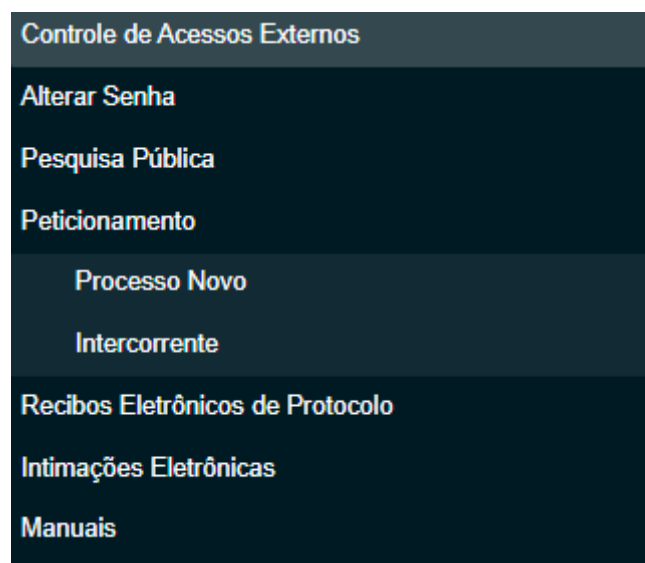 Controle de Acessos Externos
Alterar Senha
Pesquisa Pública
Peticionamento
Processo Novo
Intercorrente
Recibos Eletrônicos de Protocolo
Intimações Eletrônicas
Manuais